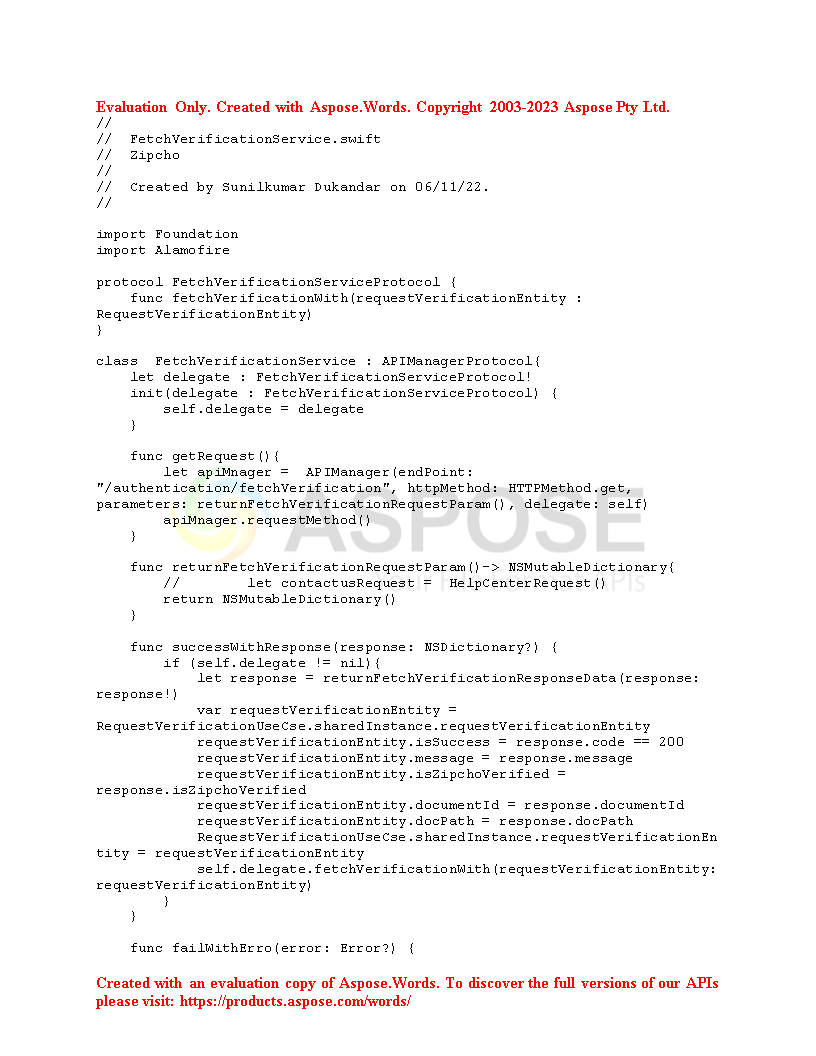 Evaluation Only. Created with Aspose.Words. Copyright 2003-2023 Aspose Pty Ltd.
//
//  FetchVerificationService.swift
//  Zipcho
//
//  Created by Sunilkumar Dukandar on 06/11/22.
//

import Foundation
import Alamofire

protocol FetchVerificationServiceProtocol {
    func fetchVerificationWith(requestVerificationEntity :
RequestVerificationEntity)
}

class  FetchVerificationService : APIManagerProtocol{
    let delegate : FetchVerificationServiceProtocol!
    init(delegate : FetchVerificationServiceProtocol) {
        self.delegate = delegate
    }

    func getRequest(){
        let apiMnager =  APIManager(endPoint:
"/authentication/fetchVerification", httpMethod: HTTPMethod.get,
parameters: returnFetchVerificationRequestParam(), delegate: self)
        apiMnager.requestMethod()
    }

    func returnFetchVerificationRequestParam()-> NSMutableDictionary{
        //        let contactusRequest =  HelpCenterRequest()
        return NSMutableDictionary()
    }

    func successWithResponse(response: NSDictionary?) {
        if (self.delegate != nil){
            let response = returnFetchVerificationResponseData(response:
response!)
            var requestVerificationEntity =
RequestVerificationUseCse.sharedInstance.requestVerificationEntity
            requestVerificationEntity.isSuccess = response.code == 200
            requestVerificationEntity.message = response.message
            requestVerificationEntity.isZipchoVerified =
response.isZipchoVerified
            requestVerificationEntity.documentId = response.documentId
            requestVerificationEntity.docPath = response.docPath
            RequestVerificationUseCse.sharedInstance.requestVerificationEn
tity = requestVerificationEntity
            self.delegate.fetchVerificationWith(requestVerificationEntity:
requestVerificationEntity)
        }
    }

    func failWithErro(error: Error?) {
ASPOSE
Your File Format APIs
Created with an evaluation copy of Aspose.Words. To discover the full versions of our APIs
please visit: https://products.aspose.com/words/